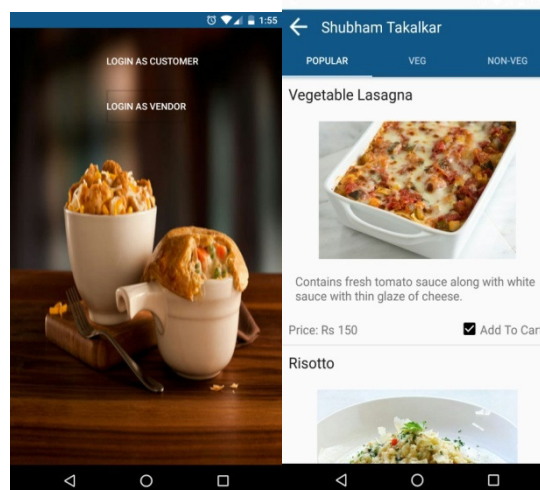 1:55
LOGIN AS CUSTOMER
LOGIN AS VENDOR
Shubham Takalkar
POPULAR VEG NON-VEG
Vegetable Lasagna
Contains fresh tomato sauce along with white
sauce with thin glaze of cheese.
Price: Rs 150 Add To Car
Risotto